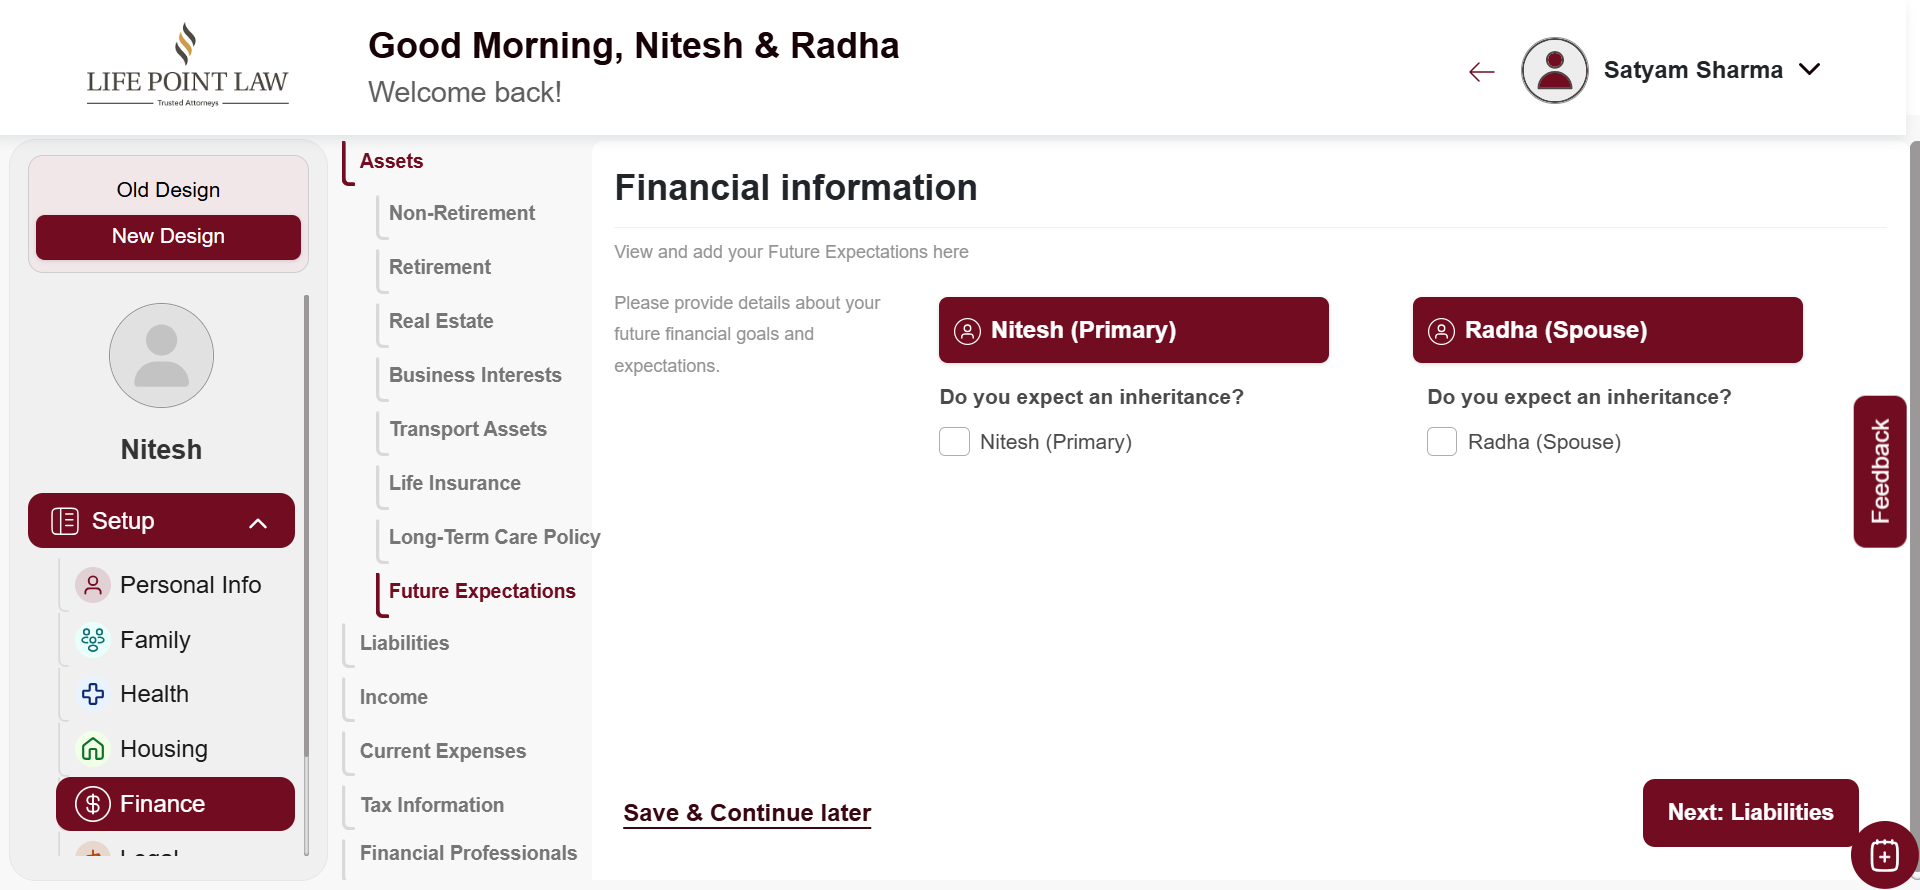 LIFE POINT LAW
Trusted Attorneys
Good Morning, Nitesh & Radha
Welcome back!
Satyam Sharma
Old Design
New Design
Nitesh
Setup
Personal Info
Family
Health
Housing
Finance
Assets
Non-Retirement
Retirement
Real Estate
Business Interests
Transport Assets
Life Insurance
Long-Term Care Policy
Future Expectations
Liabilities
Income
Current Expenses
Tax Information
Financial Professionals
Financial information
View and add your Future Expectations here
Please provide details about your
future financial goals and
expectations.
Nitesh (Primary)
Do you expect an inheritance?
Nitesh (Primary)
Radha (Spouse)
Do you expect an inheritance?
Radha (Spouse)
Feedback
Save & Continue later
Next: Liabilities